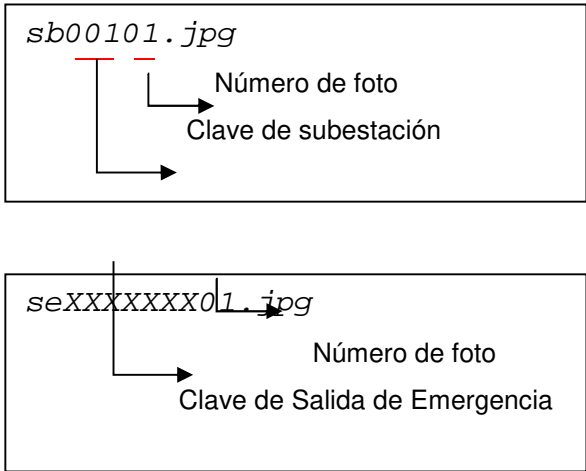 sb00101.jpg
Número de foto
Clave de subestación
seXXXXXXX01.jpg
Número de foto
Clave de Salida de Emergencia